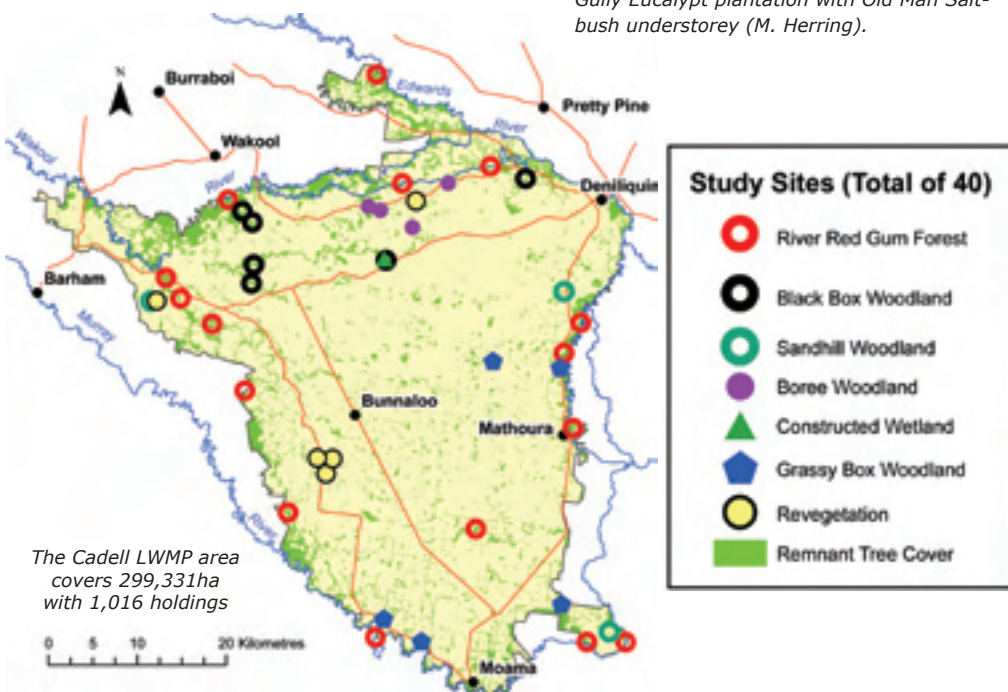 Gully Eucalypt plantation with Old Man Salt-
bush understorey (M. Herring).
N
Burraboi
Edwards
Pretty Pine
Wakool
River
Wakool
River
Deniliquin
Barham
Murray
Bunnaloo
Mathoura
River
The Cadell LWMP area
covers 299,331ha
with 1,016 holdings
0 5 10 20 Kilometres
Moama
Study Sites (Total of 40)
River Red Gum Forest
Black Box Woodland
Sandhill Woodland
Boree Woodland
Constructed Wetland
Grassy Box Woodland
Revegetation
Remnant Tree Cover